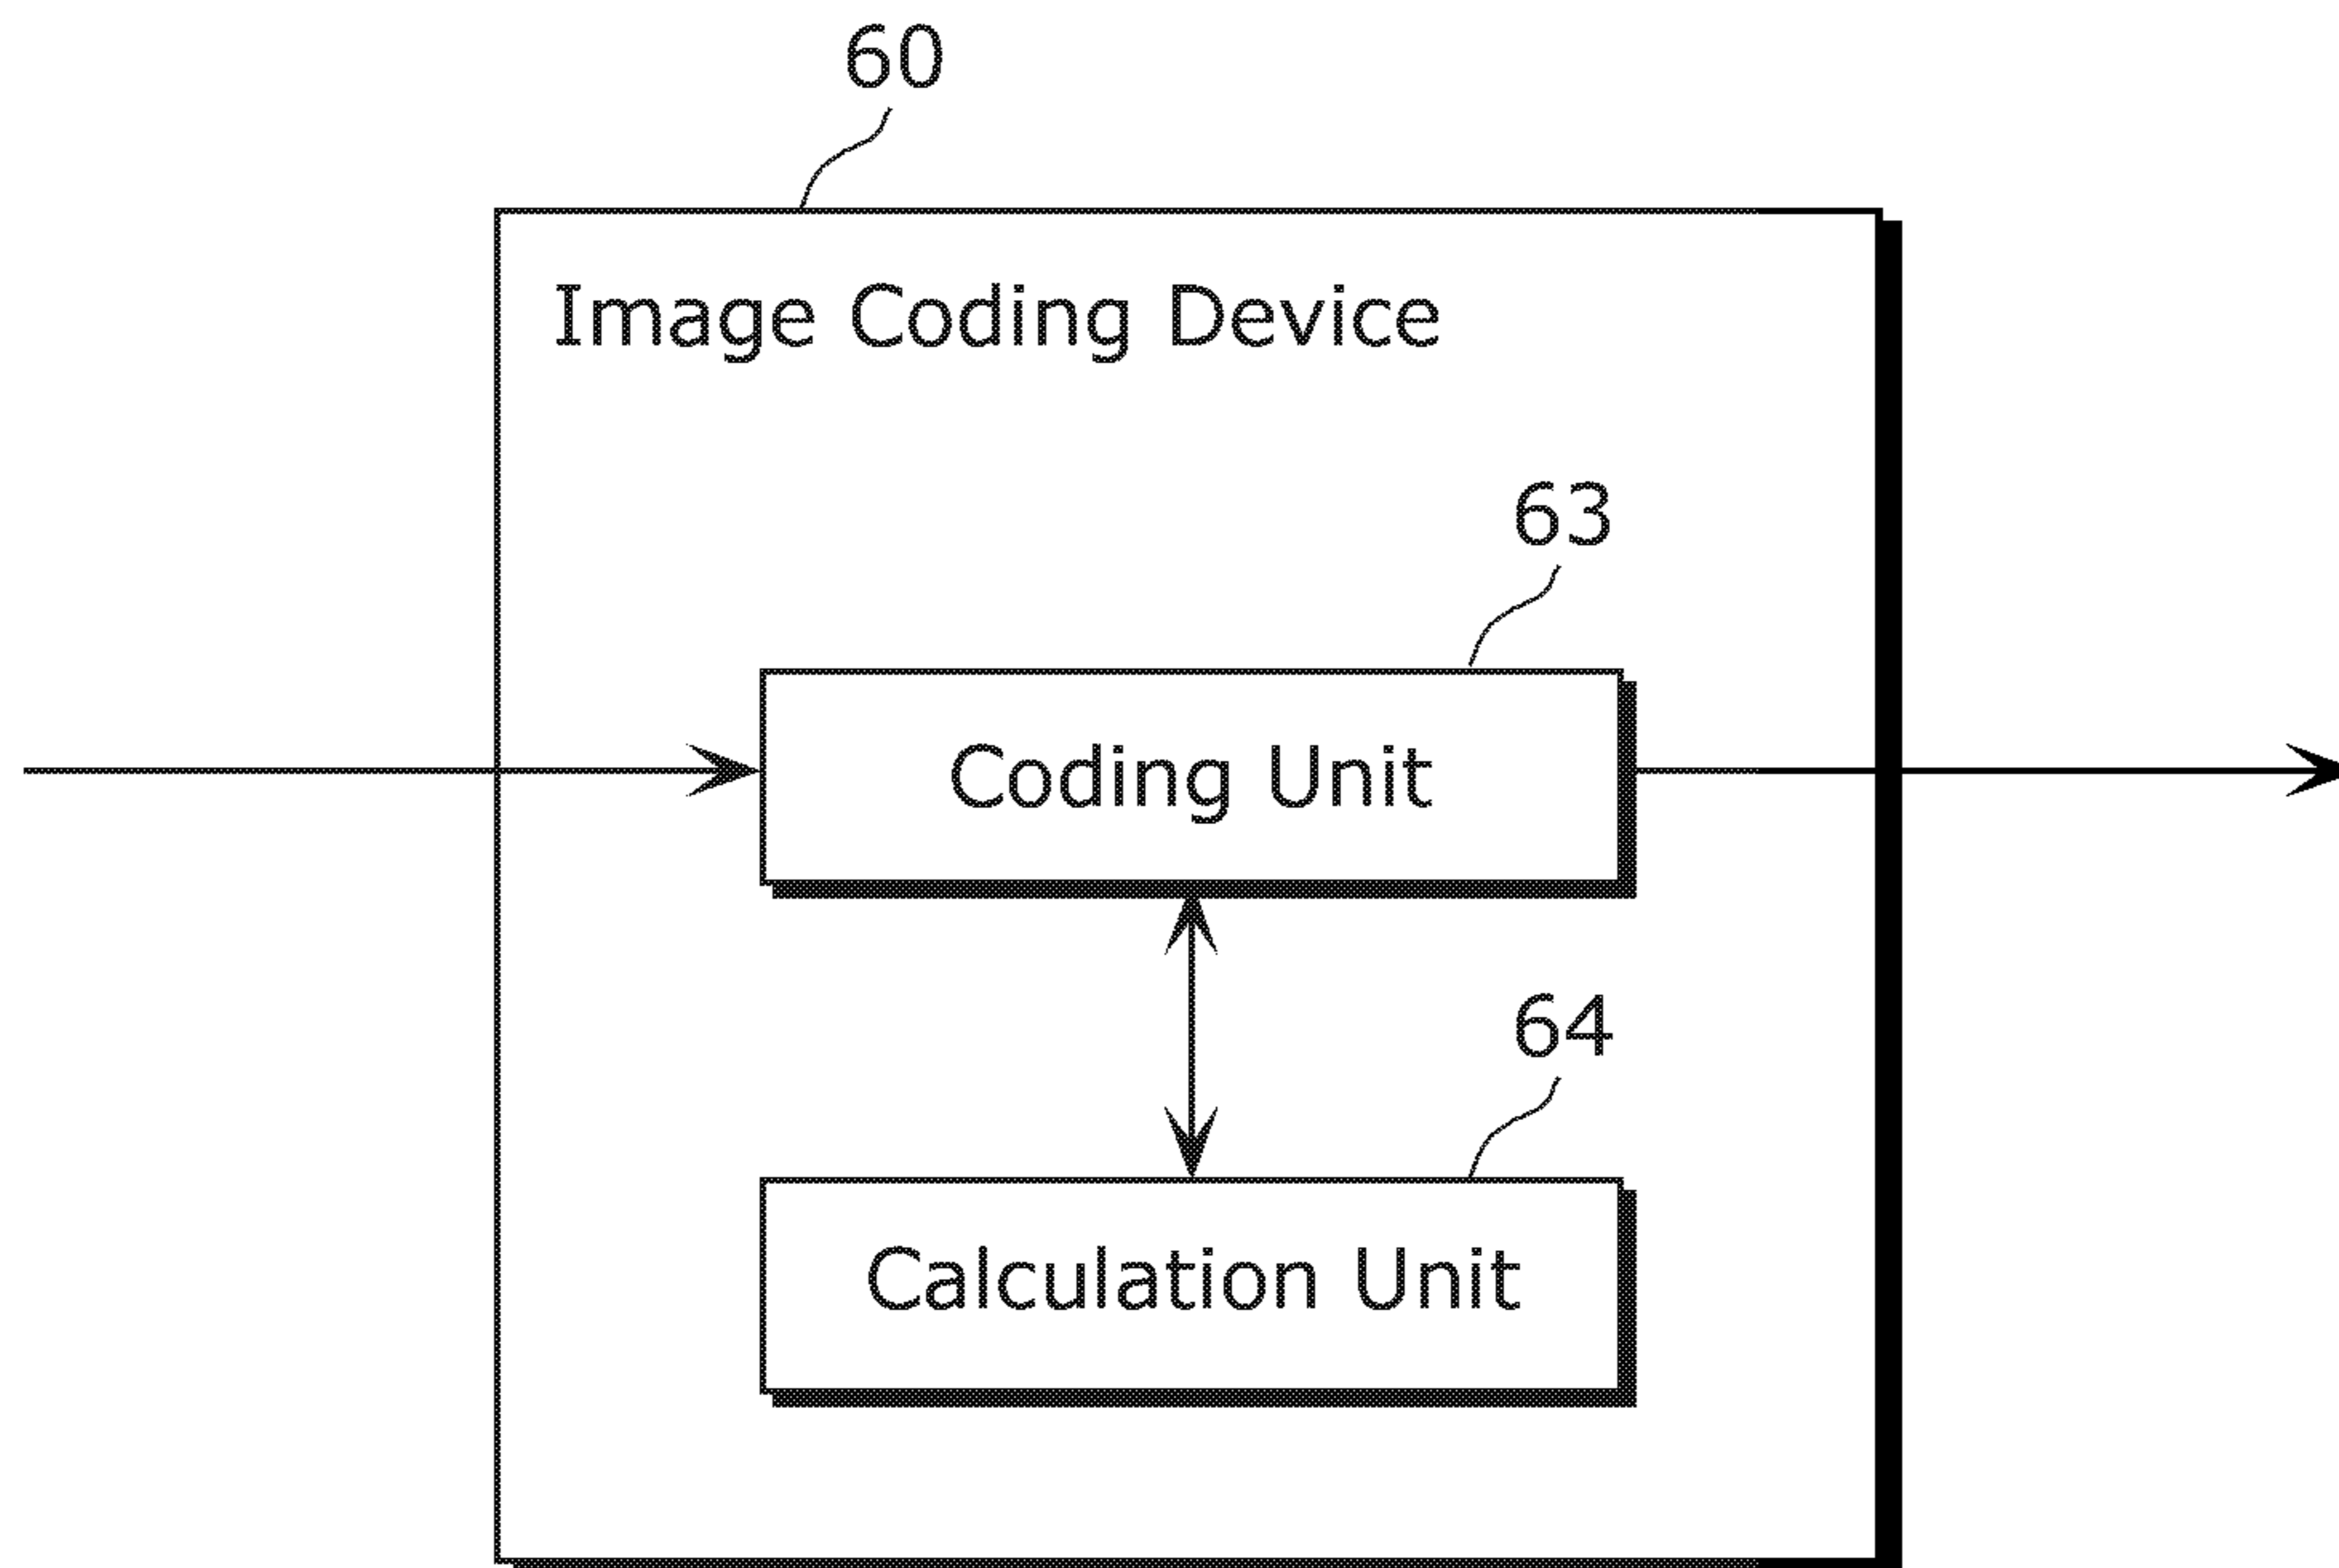 60
Image Coding Device
63
Coding Unit
64
Calculation Unit